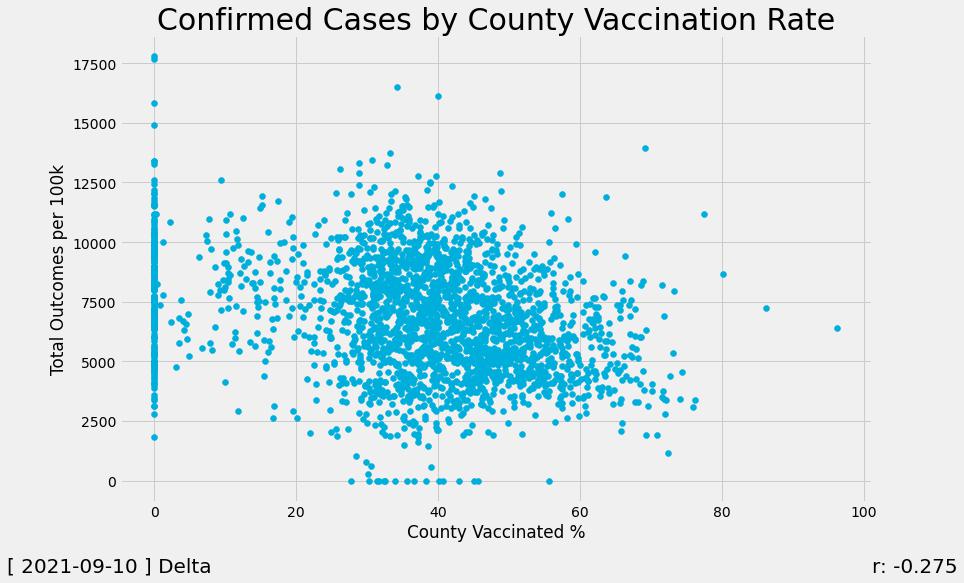 Confirmed Cases by County Vaccination Rate
17500
15000
12500
10000
7500
5000
2500
0
Total Outcomes per 100k
0 20 40 60 80 100
County Vaccinated %
[ 2021-09-10 ] Delta
r: -0.275